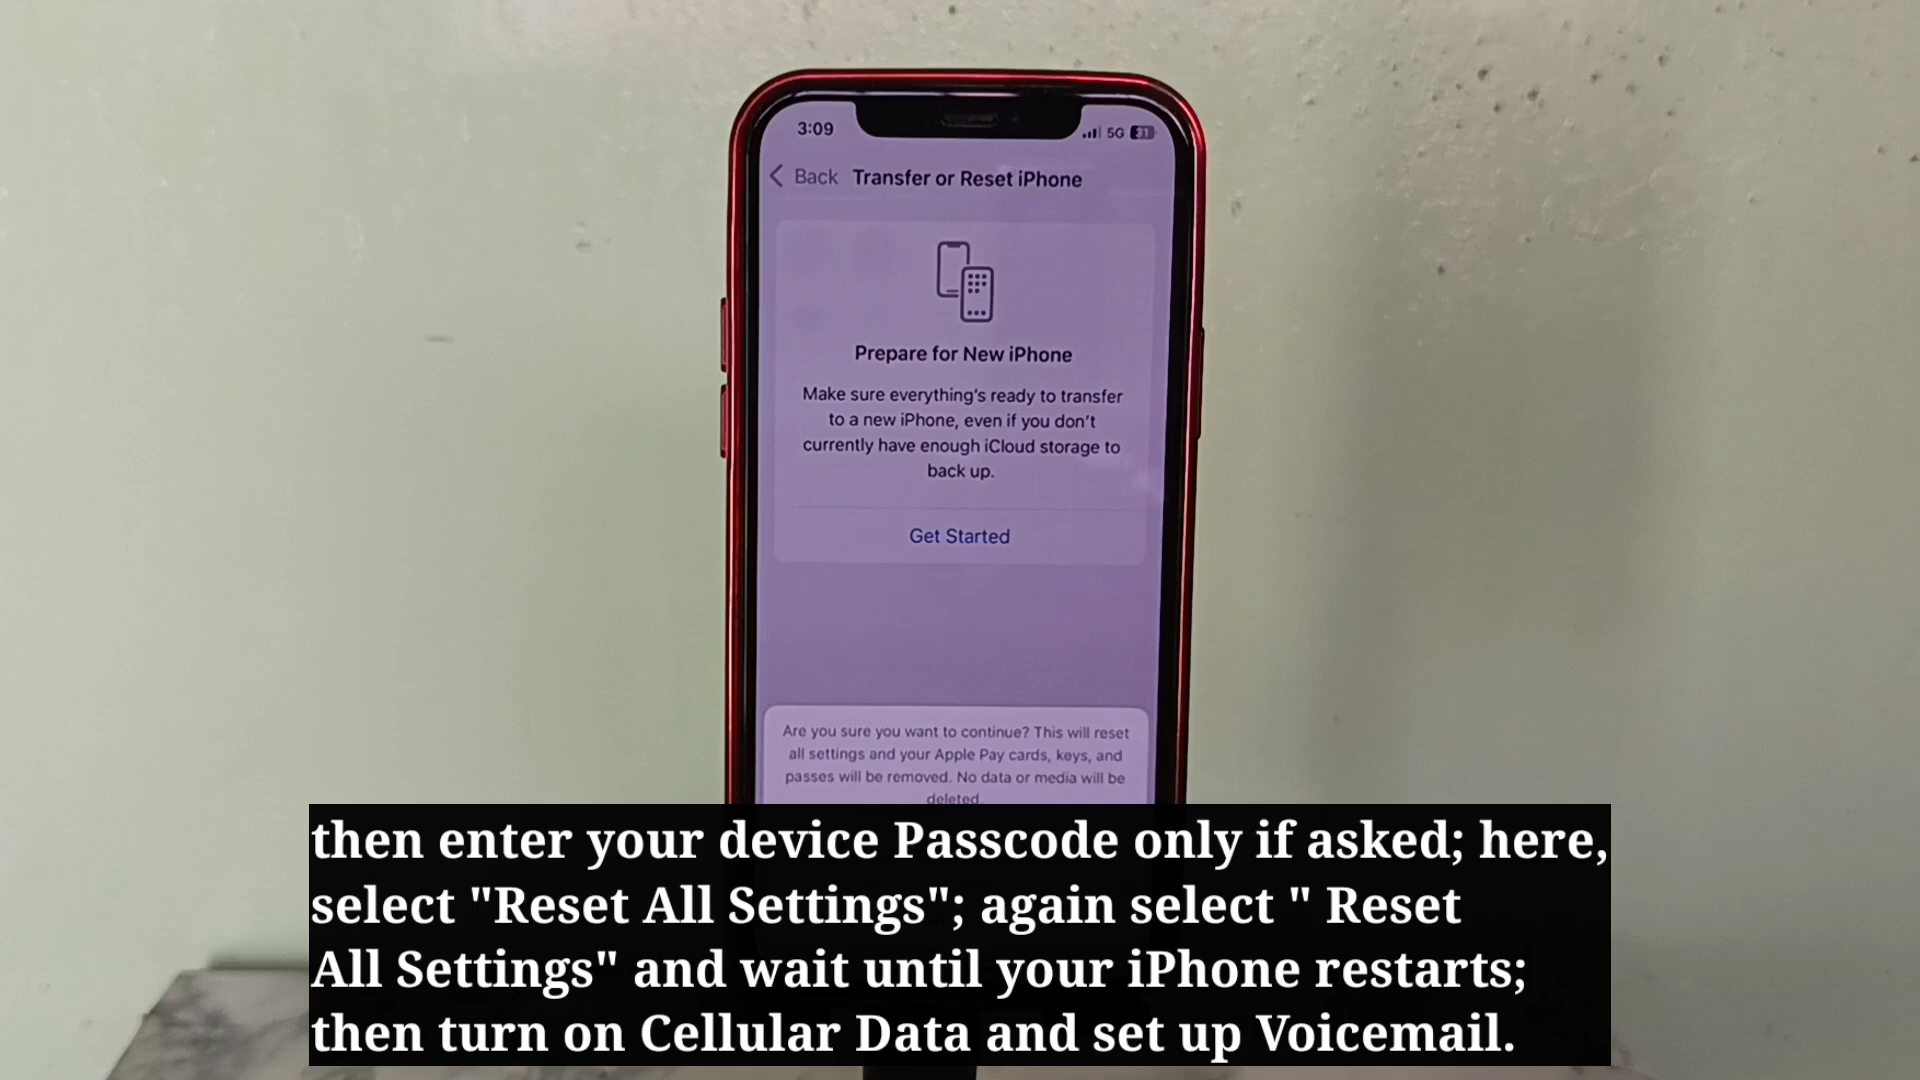 3:09
5G 31
Back Transfer or Reset iPhone
Prepare for New iPhone
Make sure everything's ready to transfer
to a new iPhone, even if you don't
currently have enough iCloud storage to
back up.
Get Started
Are you sure you want to continue? This will reset
all settings and your Apple Pay cards, keys, and
passes will be removed. No data or media will be
deleted.
then enter your device Passcode only if asked; here,
select "Reset All Settings"; again select " Reset
All Settings" and wait until your iPhone restarts;
then turn on Cellular Data and set up Voicemail.